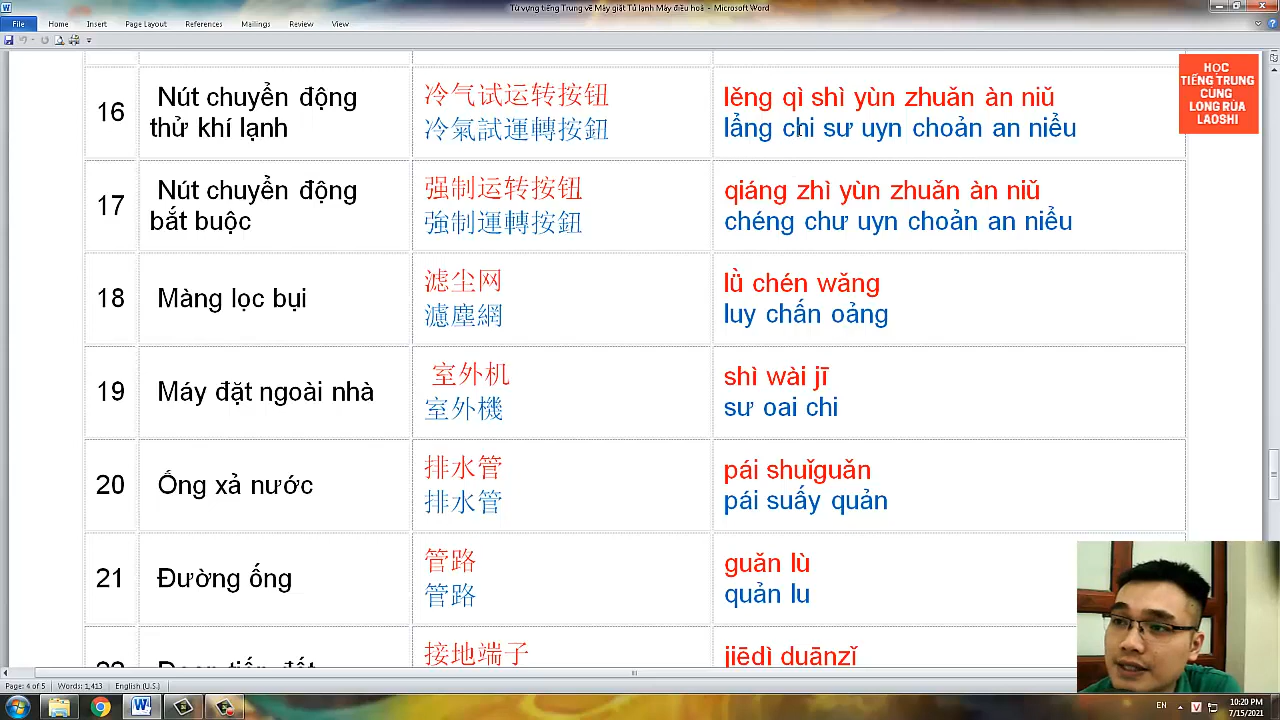 Từ vựng tiếng Trung về Máy giặt Tủ lạnh Máy điều hoà - Microsoft Word
File Home Insert Page Layout References Mailings Review View
HỌC
TIẾNG TRUNG
CÙNG
LONG RÙA
LAOSHI
16
Nút chuyển động
thử khí lạnh
冷气试运转按钮
冷氣試運轉按鈕
lěng qì shì yùn zhuǎn àn niǔ
lẩng chi sư uyn choản an niểu
17
Nút chuyển động
bắt buộc
强制运转按钮
強制運轉按鈕
qiáng zhì yùn zhuǎn àn niǔ
chéng chư uyn choản an niểu
18
Màng lọc bụi
滤尘网
濾塵網
lǜ chén wǎng
luy chấn oảng
19
Máy đặt ngoài nhà
室外机
室外機
shì wài jī
sư oai chi
20
Ống xả nước
排水管
排水管
pái shuǐguǎn
pái suấy quản
21
Đường ống
管路
管路
guǎn lù
quản lu
接地端子
jiēdì duānzǐ
Page: 4 of 5 Words: 1,413 English (U.S.)
EN
10:20 PM
7/15/2021